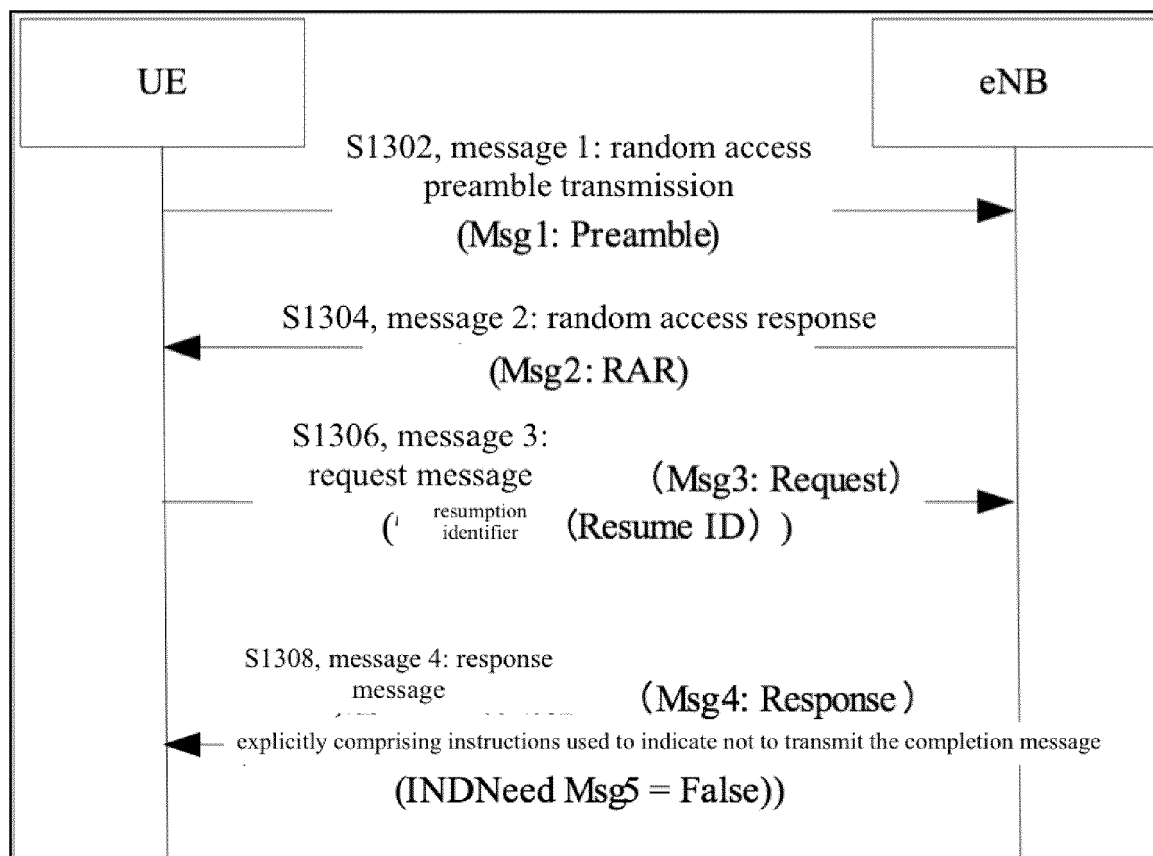 UE
eNB
S1302, message 1: random access
preamble transmission
(Msg1: Preamble)
S1304, message 2: random access response
(Msg2: RAR)
S1306, message 3:
request message (Msg3: Request)
( resumption
identifier (Resume ID) )
S1308, message 4: response
message (Msg4: Response)
explicitly comprising instructions used to indicate not to transmit the completion message
(INDNeed Msg5 = False))